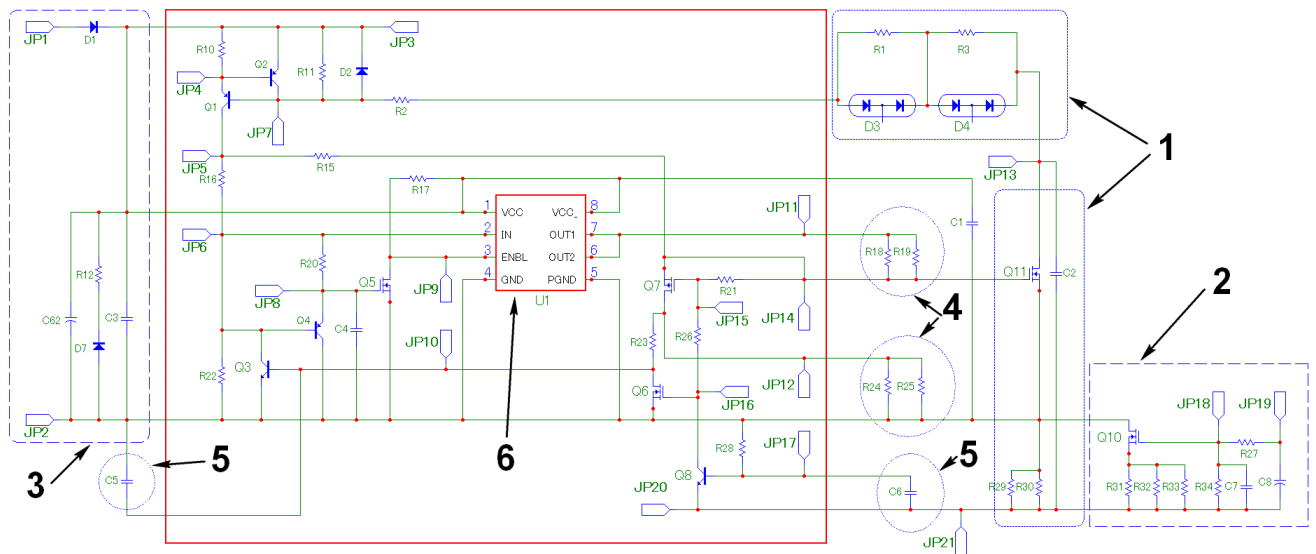 JP1
D1
R10
Q2
R11
D2
JP3
R1
R3
JP4
Q1
JP7
R2
D3
D4
1
JP5
R16
R15
JP13
R17
1
VCC
VCC_
8
JP11
C1
JP6
2
IN
OUT1
7
R18
R19
Q11
C2
R12
R20
3
ENBL
OUT2
6
4
GND
PGND
5
U1
JP8
Q5
JP9
Q7
R21
JP14
4
2
C62
C3
Q4
C4
JP10
R26
JP15
R23
D7
R22
Q3
6
Q6
JP12
R24
R25
JP16
JP18
JP19
JP2
Q10
R27
3
5
C5
R28
JP17
5
Q8
C6
JP20
R29
R30
R31
R32
R33
R34
C7
C8
JP21